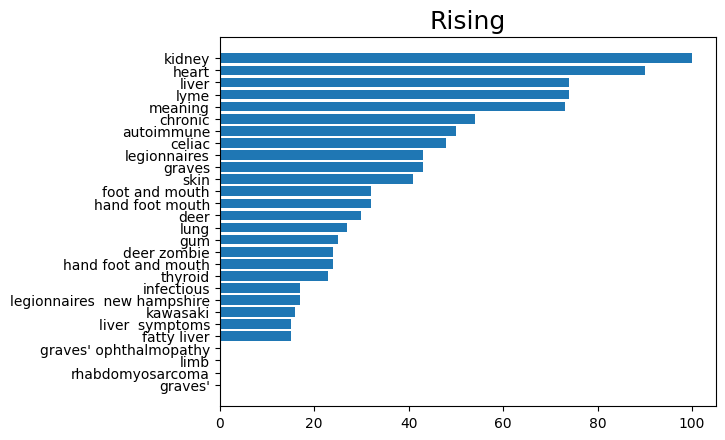 Rising
kidney
heart
liver
lyme
meaning
chronic
autoimmune
celiac
legionnaires
graves
skin
foot and mouth
hand foot mouth
deer
lung
gum
deer zombie
hand foot and mouth
thyroid
infectious
legionnaires  new hampshire
kawasaki
liver  symptoms
fatty liver
graves' ophthalmopathy
limb
rhabdomyosarcoma
graves'
0 20 40 60 80 100